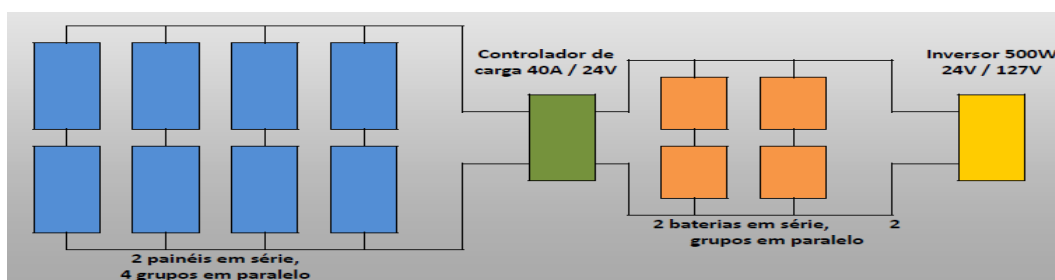 Controlador de
carga 40A / 24V
Inversor 500W
24V / 127V
2 painéis em série,
4 grupos em paralelo
2 baterias em série, 2
grupos em paralelo